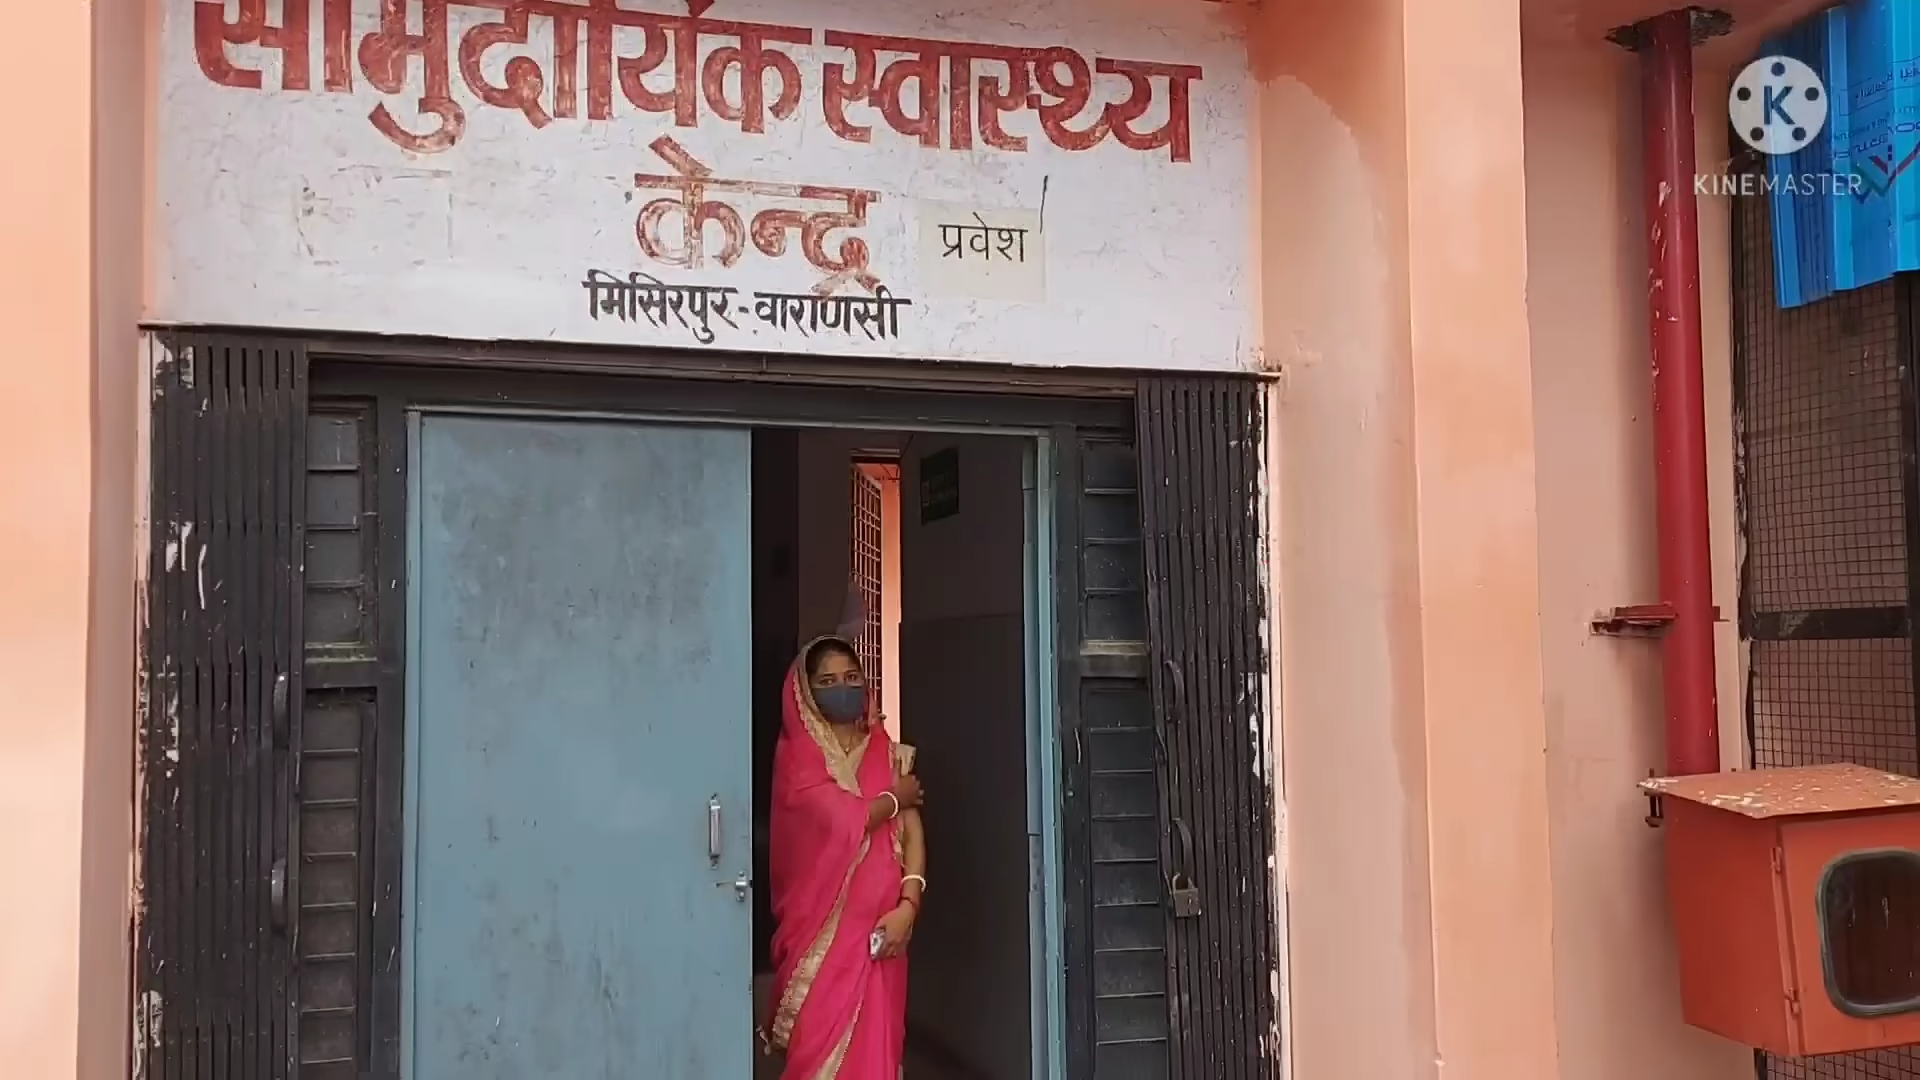 सामुदायिक स्वास्थ्य
केन्द्र
प्रवेश
मिसिरपुर-वाराणसी
K
KINEMASTER